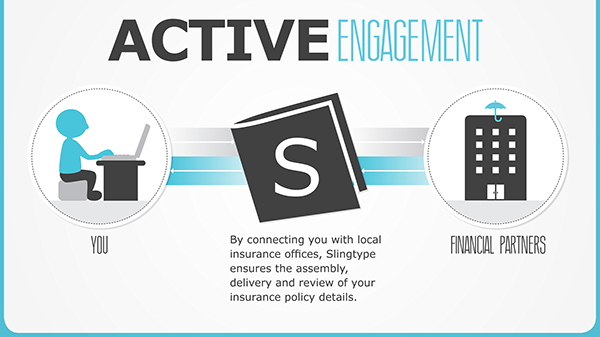 ACTIVE ENGAGEMENT
S
YOU
FINANCIAL PARTNERS
By connecting you with local
insurance offices, Slingtype
ensures the assembly,
delivery and review of your
insurance policy details.